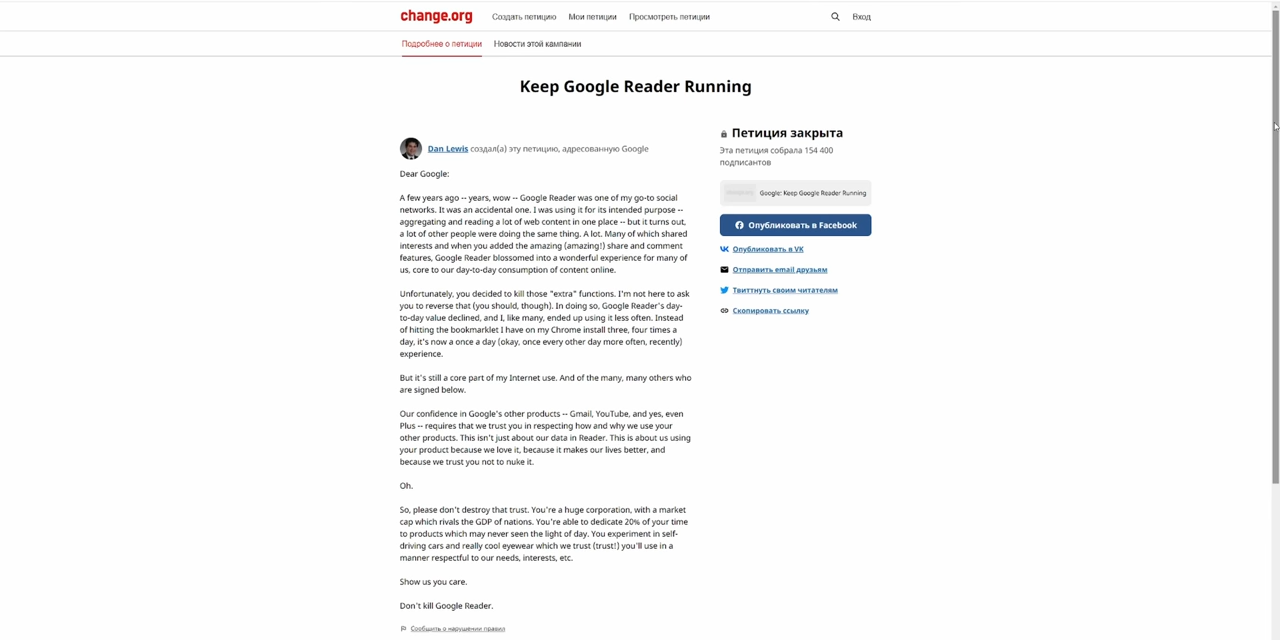 change.org Создать петицию Мои петиции Просмотреть петиции Вход
Подробнее о петиции Новости этой кампании
Keep Google Reader Running
Dan Lewis создал(а) эту петицию, адресованную Google
Dear Google:
A few years ago -- years, wow -- Google Reader was one of my go-to social
networks. It was an accidental one. I was using it for its intended purpose --
aggregating and reading a lot of web content in one place -- but it turns out,
a lot of other people were doing the same thing. A lot. Many of which shared
interests and when you added the amazing (amazing!) share and comment
features, Google Reader blossomed into a wonderful experience for many of
us, core to our day-to-day consumption of content online.
Unfortunately, you decided to kill those "extra" functions. I'm not here to ask
you to reverse that (you should, though). In doing so, Google Reader's day-
to-day value declined, and I, like many, ended up using it less often. Instead
of hitting the bookmarklet I have on my Chrome install three, four times a
day, it's now a once a day (okay, once every other day more often, recently)
experience.
But it's still a core part of my Internet use. And of the many, many others who
are signed below.
Our confidence in Google's other products -- Gmail, YouTube, and yes, even
Plus -- requires that we trust you in respecting how and why we use your
other products. This isn't just about our data in Reader. This is about us using
your product because we love it, because it makes our lives better, and
because we trust you not to nuke it.
Oh.
So, please don't destroy that trust. You're a huge corporation, with a market
cap which rivals the GDP of nations. You're able to dedicate 20% of your time
to products which may never seen the light of day. You experiment in self-
driving cars and really cool eyewear which we trust (trust!) you'll use in a
manner respectful to our needs, interests, etc.
Show us you care.
Don't kill Google Reader.
Сообщить о нарушении правил
Петиция закрыта
Эта петиция собрала 154 400
подписантов
Google: Keep Google Reader Running
Опубликовать в Facebook
Опубликовать в VK
Отправить email друзьям
Твиттнуть своим читателям
Скопировать ссылку